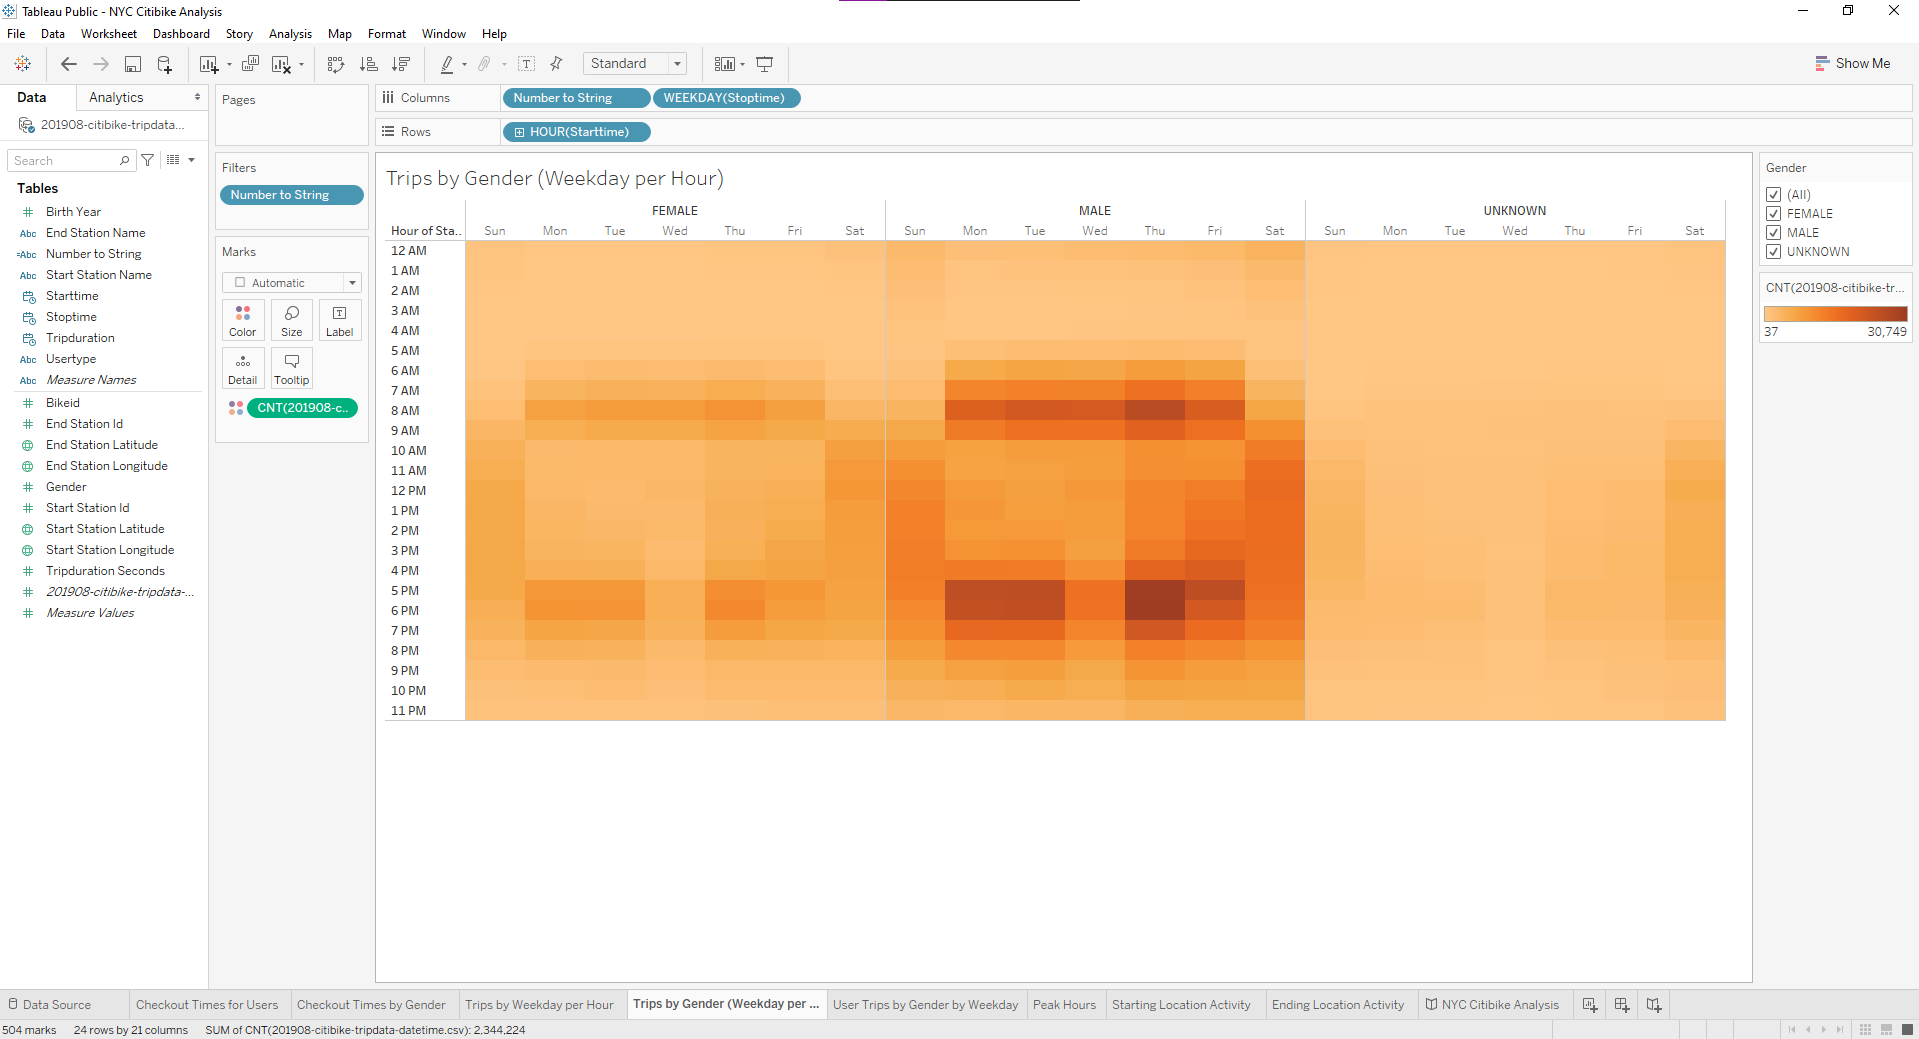 Tableau Public - NYC Citibike Analysis
File Data Worksheet Dashboard Story Analysis Map Format Window Help
Standard
Show Me
Data Analytics
201908-citibike-tripdata...
Search
Tables
# Birth Year
Abc End Station Name
=Abc Number to String
Abc Start Station Name
Starttime
Stoptime
Tripduration
Abc Usertype
Abc Measure Names
# Bikeid
# End Station Id
End Station Latitude
End Station Longitude
# Gender
# Start Station Id
Start Station Latitude
Start Station Longitude
# Tripduration Seconds
# 201908-citibike-tripdata-...
# Measure Values
Pages
Filters
Number to String
Marks
Automatic
Color Size Label
Detail Tooltip
CNT(201908-c..
Columns Number to String WEEKDAY(Stoptime)
Rows HOUR(Starttime)
Trips by Gender (Weekday per Hour)
FEMALE MALE UNKNOWN
Hour of Sta.. Sun Mon Tue Wed Thu Fri Sat Sun Mon Tue Wed Thu Fri Sat Sun Mon Tue Wed Thu Fri Sat
12 AM
1 AM
2 AM
3 AM
4 AM
5 AM
6 AM
7 AM
8 AM
9 AM
10 AM
11 AM
12 PM
1 PM
2 PM
3 PM
4 PM
5 PM
6 PM
7 PM
8 PM
9 PM
10 PM
11 PM
Gender
(All)
FEMALE
MALE
UNKNOWN
CNT(201908-citibike-tr...
37 30,749
Data Source Checkout Times for Users Checkout Times by Gender Trips by Weekday per Hour Trips by Gender (Weekday per ... User Trips by Gender by Weekday Peak Hours Starting Location Activity Ending Location Activity NYC Citibike Analysis
504 marks 24 rows by 21 columns SUM of CNT(201908-citibike-tripdata-datetime.csv): 2,344,224